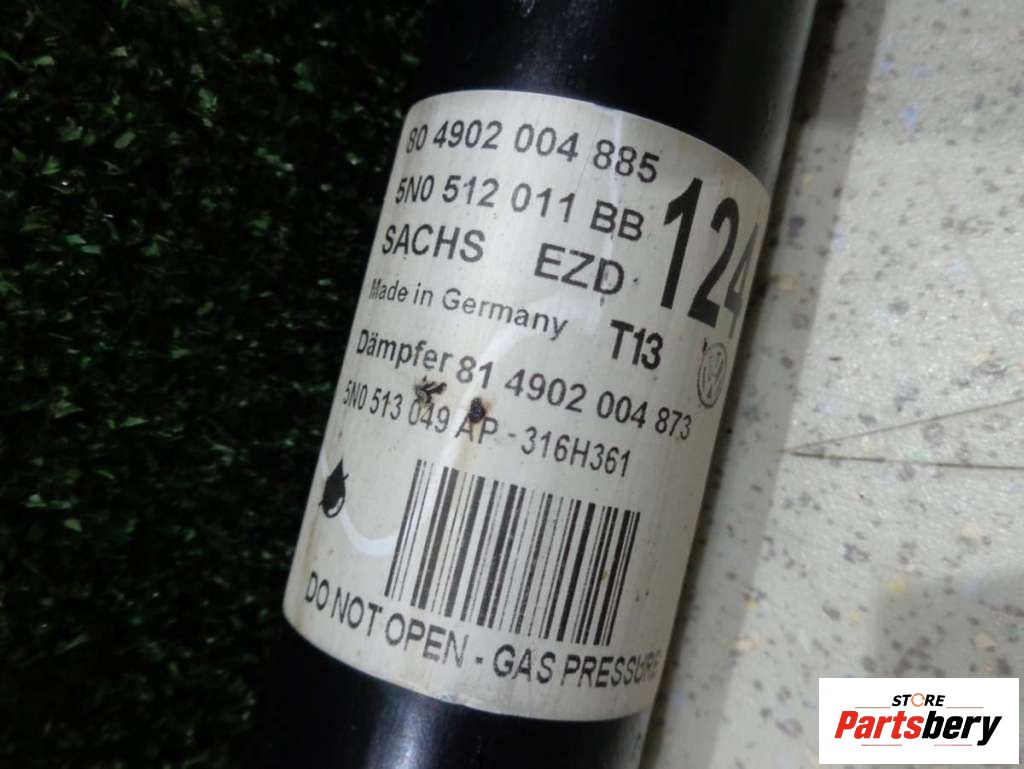 80 4902 004 885
5N0 512 011 BB
124
SACHS EZD
Made in Germany T13
Dämpfer 81 4902 004 873
5N0 513 049 AP - 316H361
DO NOT OPEN - GAS PRESSURE
STORE
Partsbery